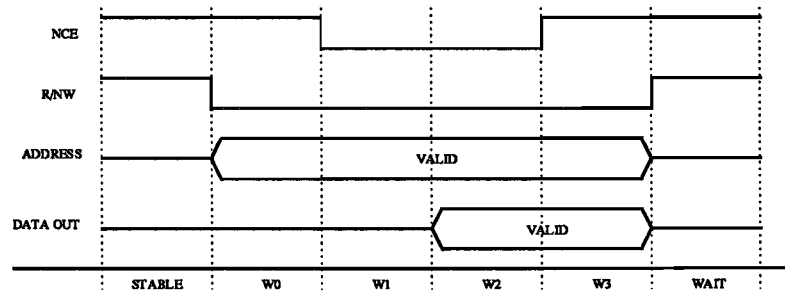 NCE
R/NW
ADDRESS
VALID
DATA OUT
VALID
STABLE W0 W1 W2 W3 WAIT